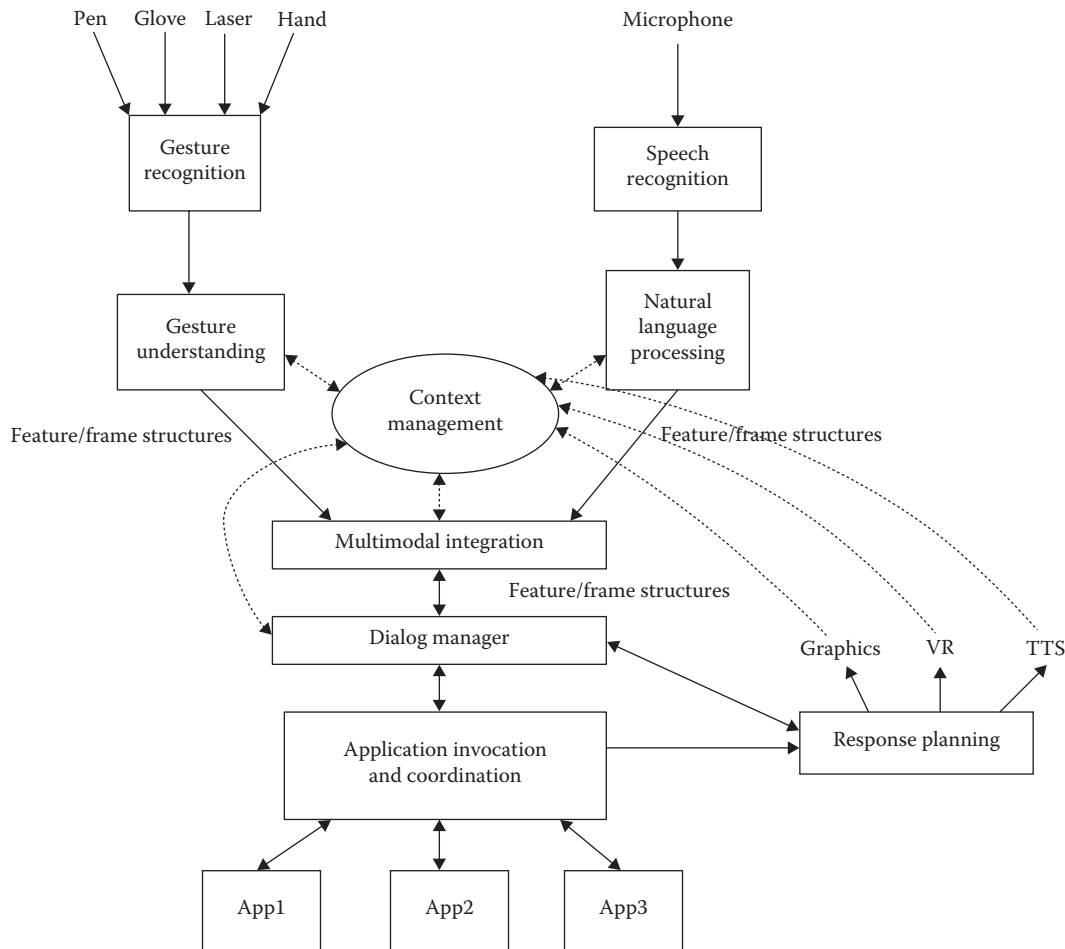 Pen Glove Laser Hand
Microphone
Gesture
recognition
Speech
recognition
Gesture
understanding
Natural
language
processing
Context
management
Feature/frame structures
Feature/frame structures
Multimodal integration
Feature/frame structures
Dialog manager
Graphics VR TTS
Application invocation
and coordination
Response planning
App1 App2 App3